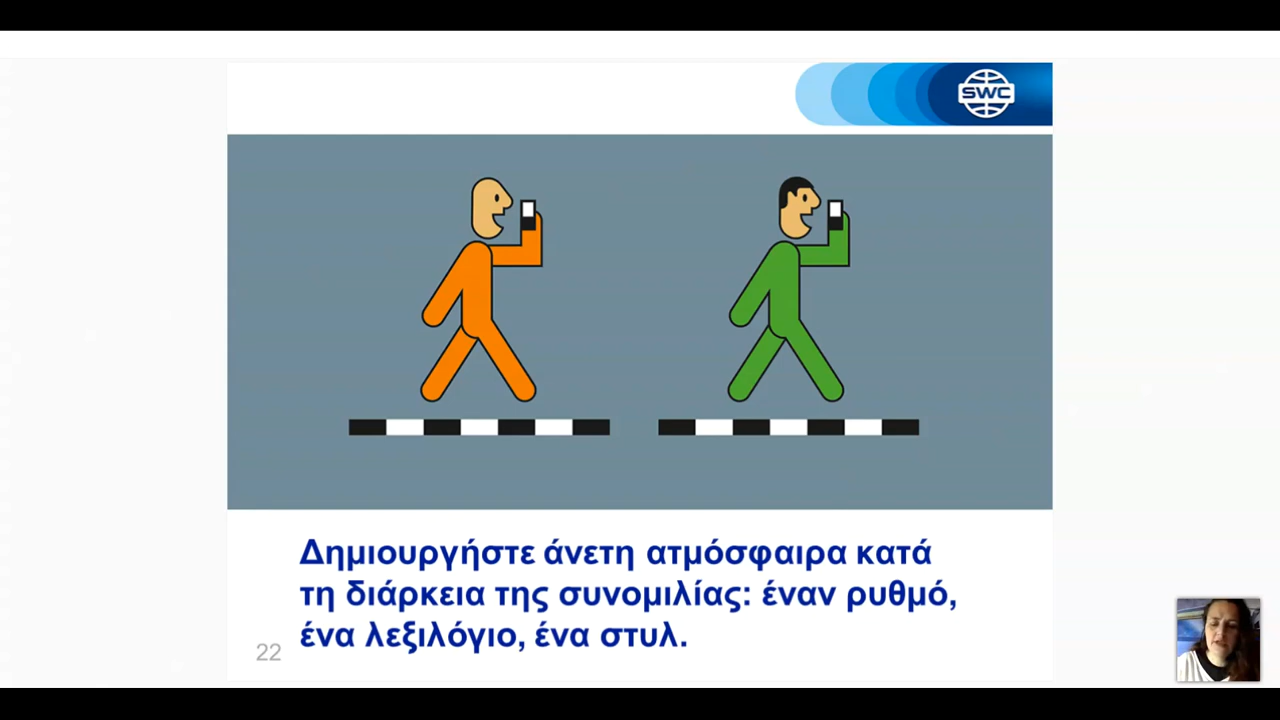 SWC
Δημιουργήστε άνετη ατμόσφαιρα κατά
τη διάρκεια της συνομιλίας: έναν ρυθμό,
ένα λεξιλόγιο, ένα στυλ.
22